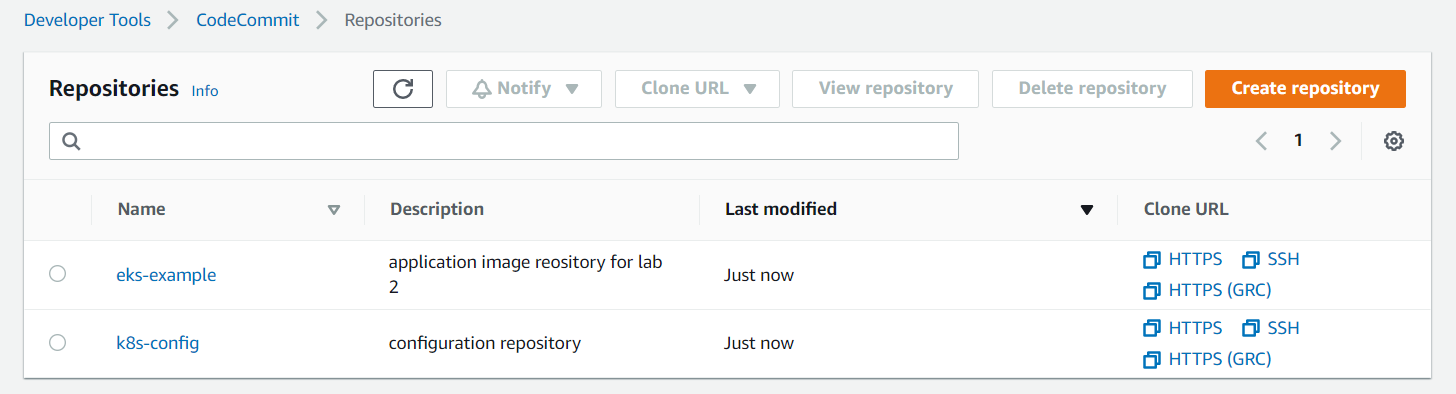 Developer Tools > CodeCommit > Repositories
Repositories Info Notify Clone URL View repository Delete repository Create repository
1
Name Description Last modified Clone URL
eks-example application image reository for lab 2 Just now HTTPS SSH HTTPS (GRC)
k8s-config configuration repository Just now HTTPS SSH HTTPS (GRC)